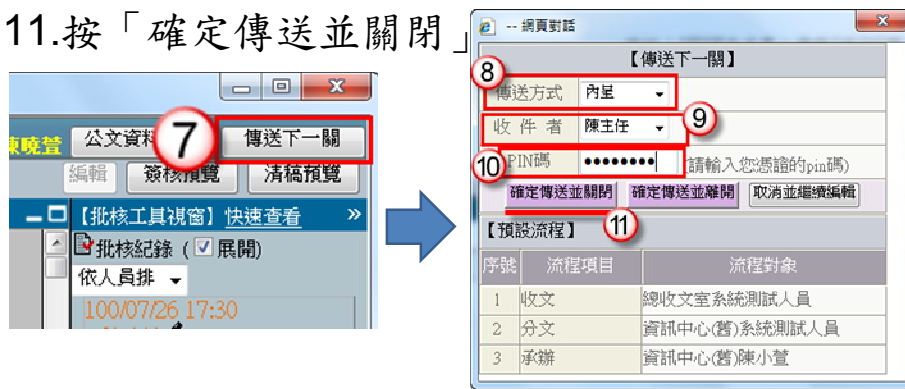 11.按「確定傳送並關閉」
陳曉萱
公文資料
7
傳送下一關
編輯
簽核預覽
清稿預覽
【批核工具視窗】快速查看 »
批核紀錄 ( 展開)
依人員排
100/07/26 17:30
-- 網頁對話
【傳送下一關】
8
傳送方式 內呈
收 件 者 陳主任
9
10
PIN碼 •••••••• (請輸入您憑證的pin碼)
確定傳送並關閉 確定傳送並離開 取消並繼續編輯
11
【預設流程】
序號 流程項目 流程對象
1 收文 總收文室系統測試人員
2 分文 資訊中心(舊)系統測試人員
3 承辦 資訊中心(舊)陳小萱